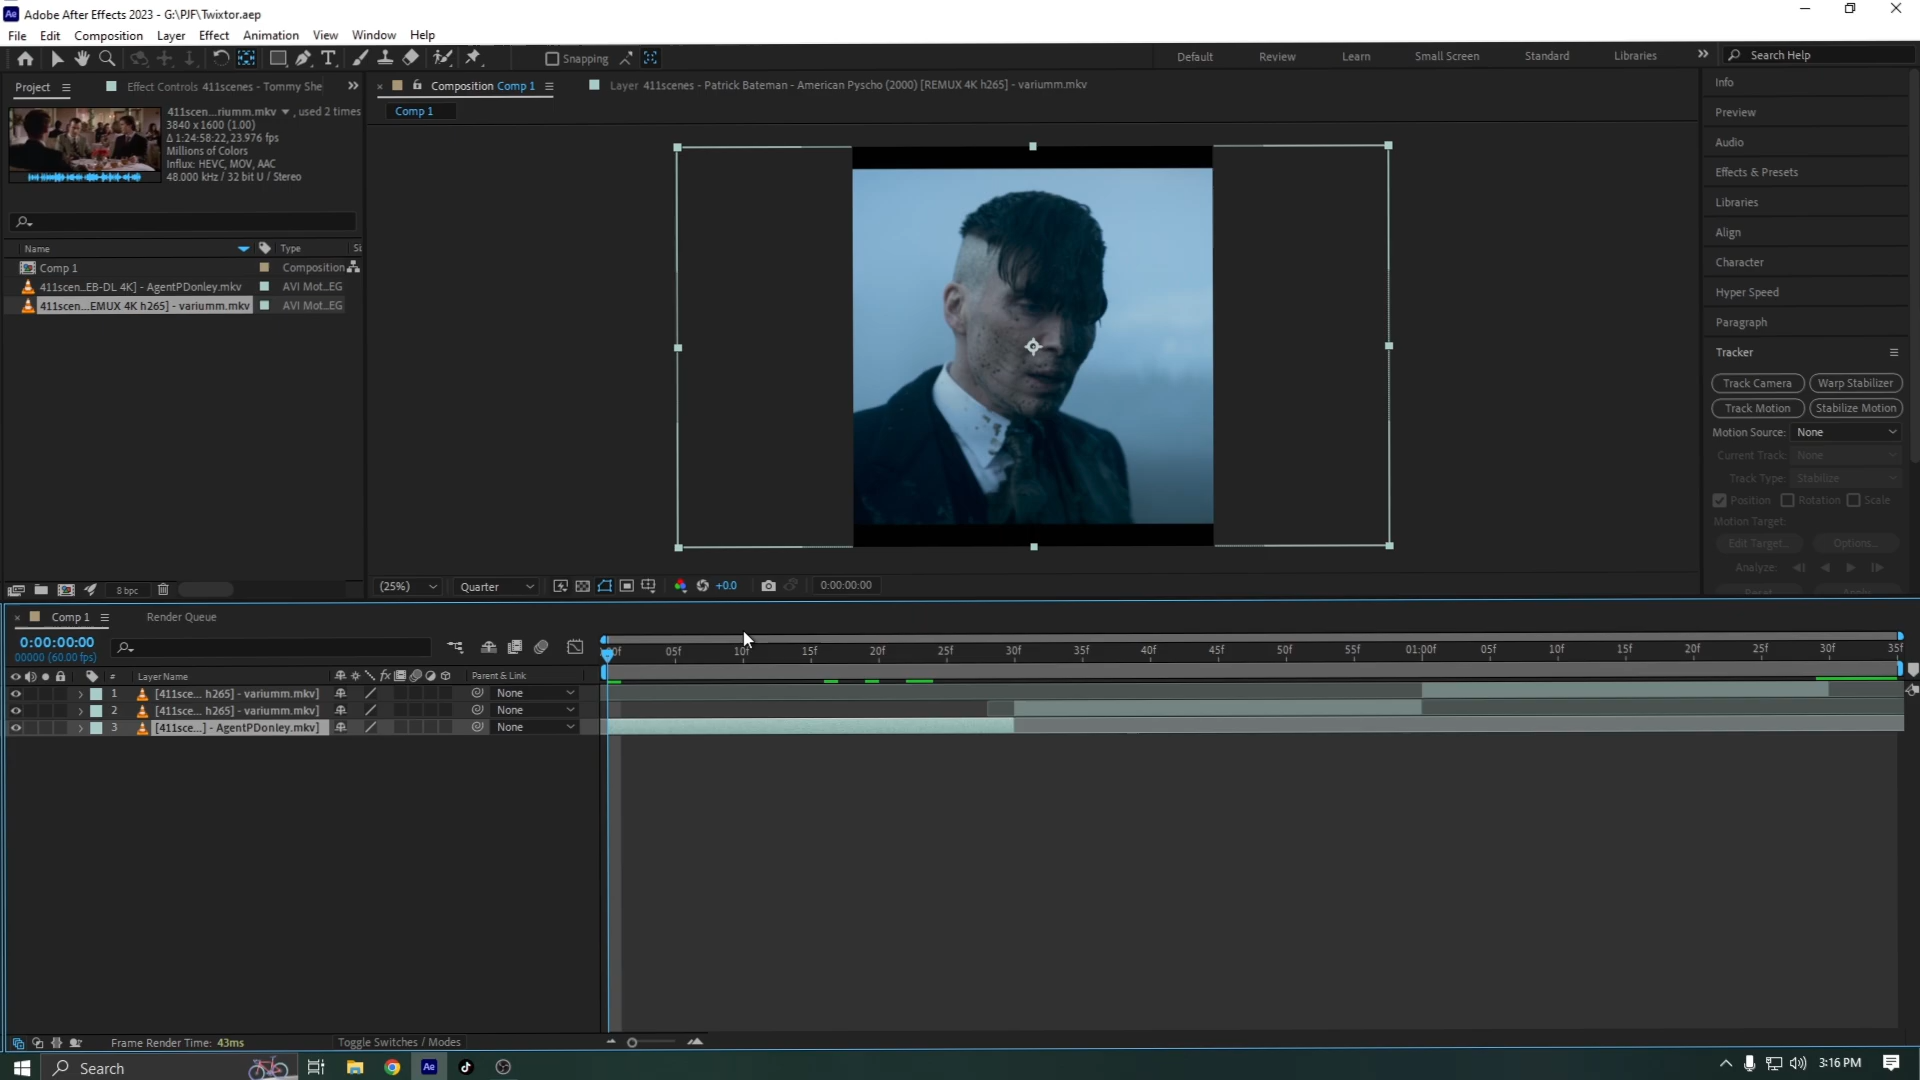 Adobe After Effects 2023 - G:\PJF\Twixtor.aep
File Edit Composition Layer Effect Animation View Window Help
Snapping Default Review Learn Small Screen Standard Libraries Search Help
Project Effect Controls 411scenes - Tommy She
Composition Comp 1 Layer 411scenes - Patrick Bateman - American Pyscho (2000) [REMUX 4K h265] - variumm.mkv
Comp 1
411scen...riumm.mkv , used 2 times
3840 x 1600 (1.00)
Δ 1:24:58:22, 23.976 fps
Millions of Colors
Influx: HEVC, MOV, AAC
48.000 kHz / 32 bit U / Stereo
Name Type
Comp 1 Composition
411scen...EB-DL 4K] - AgentPDonley.mkv AVI Mot...EG
411scen...EMUX 4K h265] - variumm.mkv AVI Mot...EG
8 bpc
(25%) Quarter +0.0 0:00:00:00
Info
Preview
Audio
Effects & Presets
Libraries
Align
Character
Hyper Speed
Paragraph
Tracker
Track Camera Warp Stabilizer
Track Motion Stabilize Motion
Motion Source: None
Current Track: None
Track Type: Stabilize
Position Rotation Scale
Motion Target:
Edit Target... Options...
Analyze:
Reset Apply
Comp 1 Render Queue
0:00:00:00
00000 (60.00 fps)
05f 10f 15f 20f 25f 30f 35f 40f 45f 50f 55f 01:00f 05f 10f 15f 20f 25f 30f 35f
# Layer Name fx Parent & Link
1 [411sce... h265] - variumm.mkv] None
2 [411sce... h265] - variumm.mkv] None
3 [411sce...] - AgentPDonley.mkv] None
Frame Render Time: 43ms Toggle Switches / Modes
Search Ae 3:16 PM